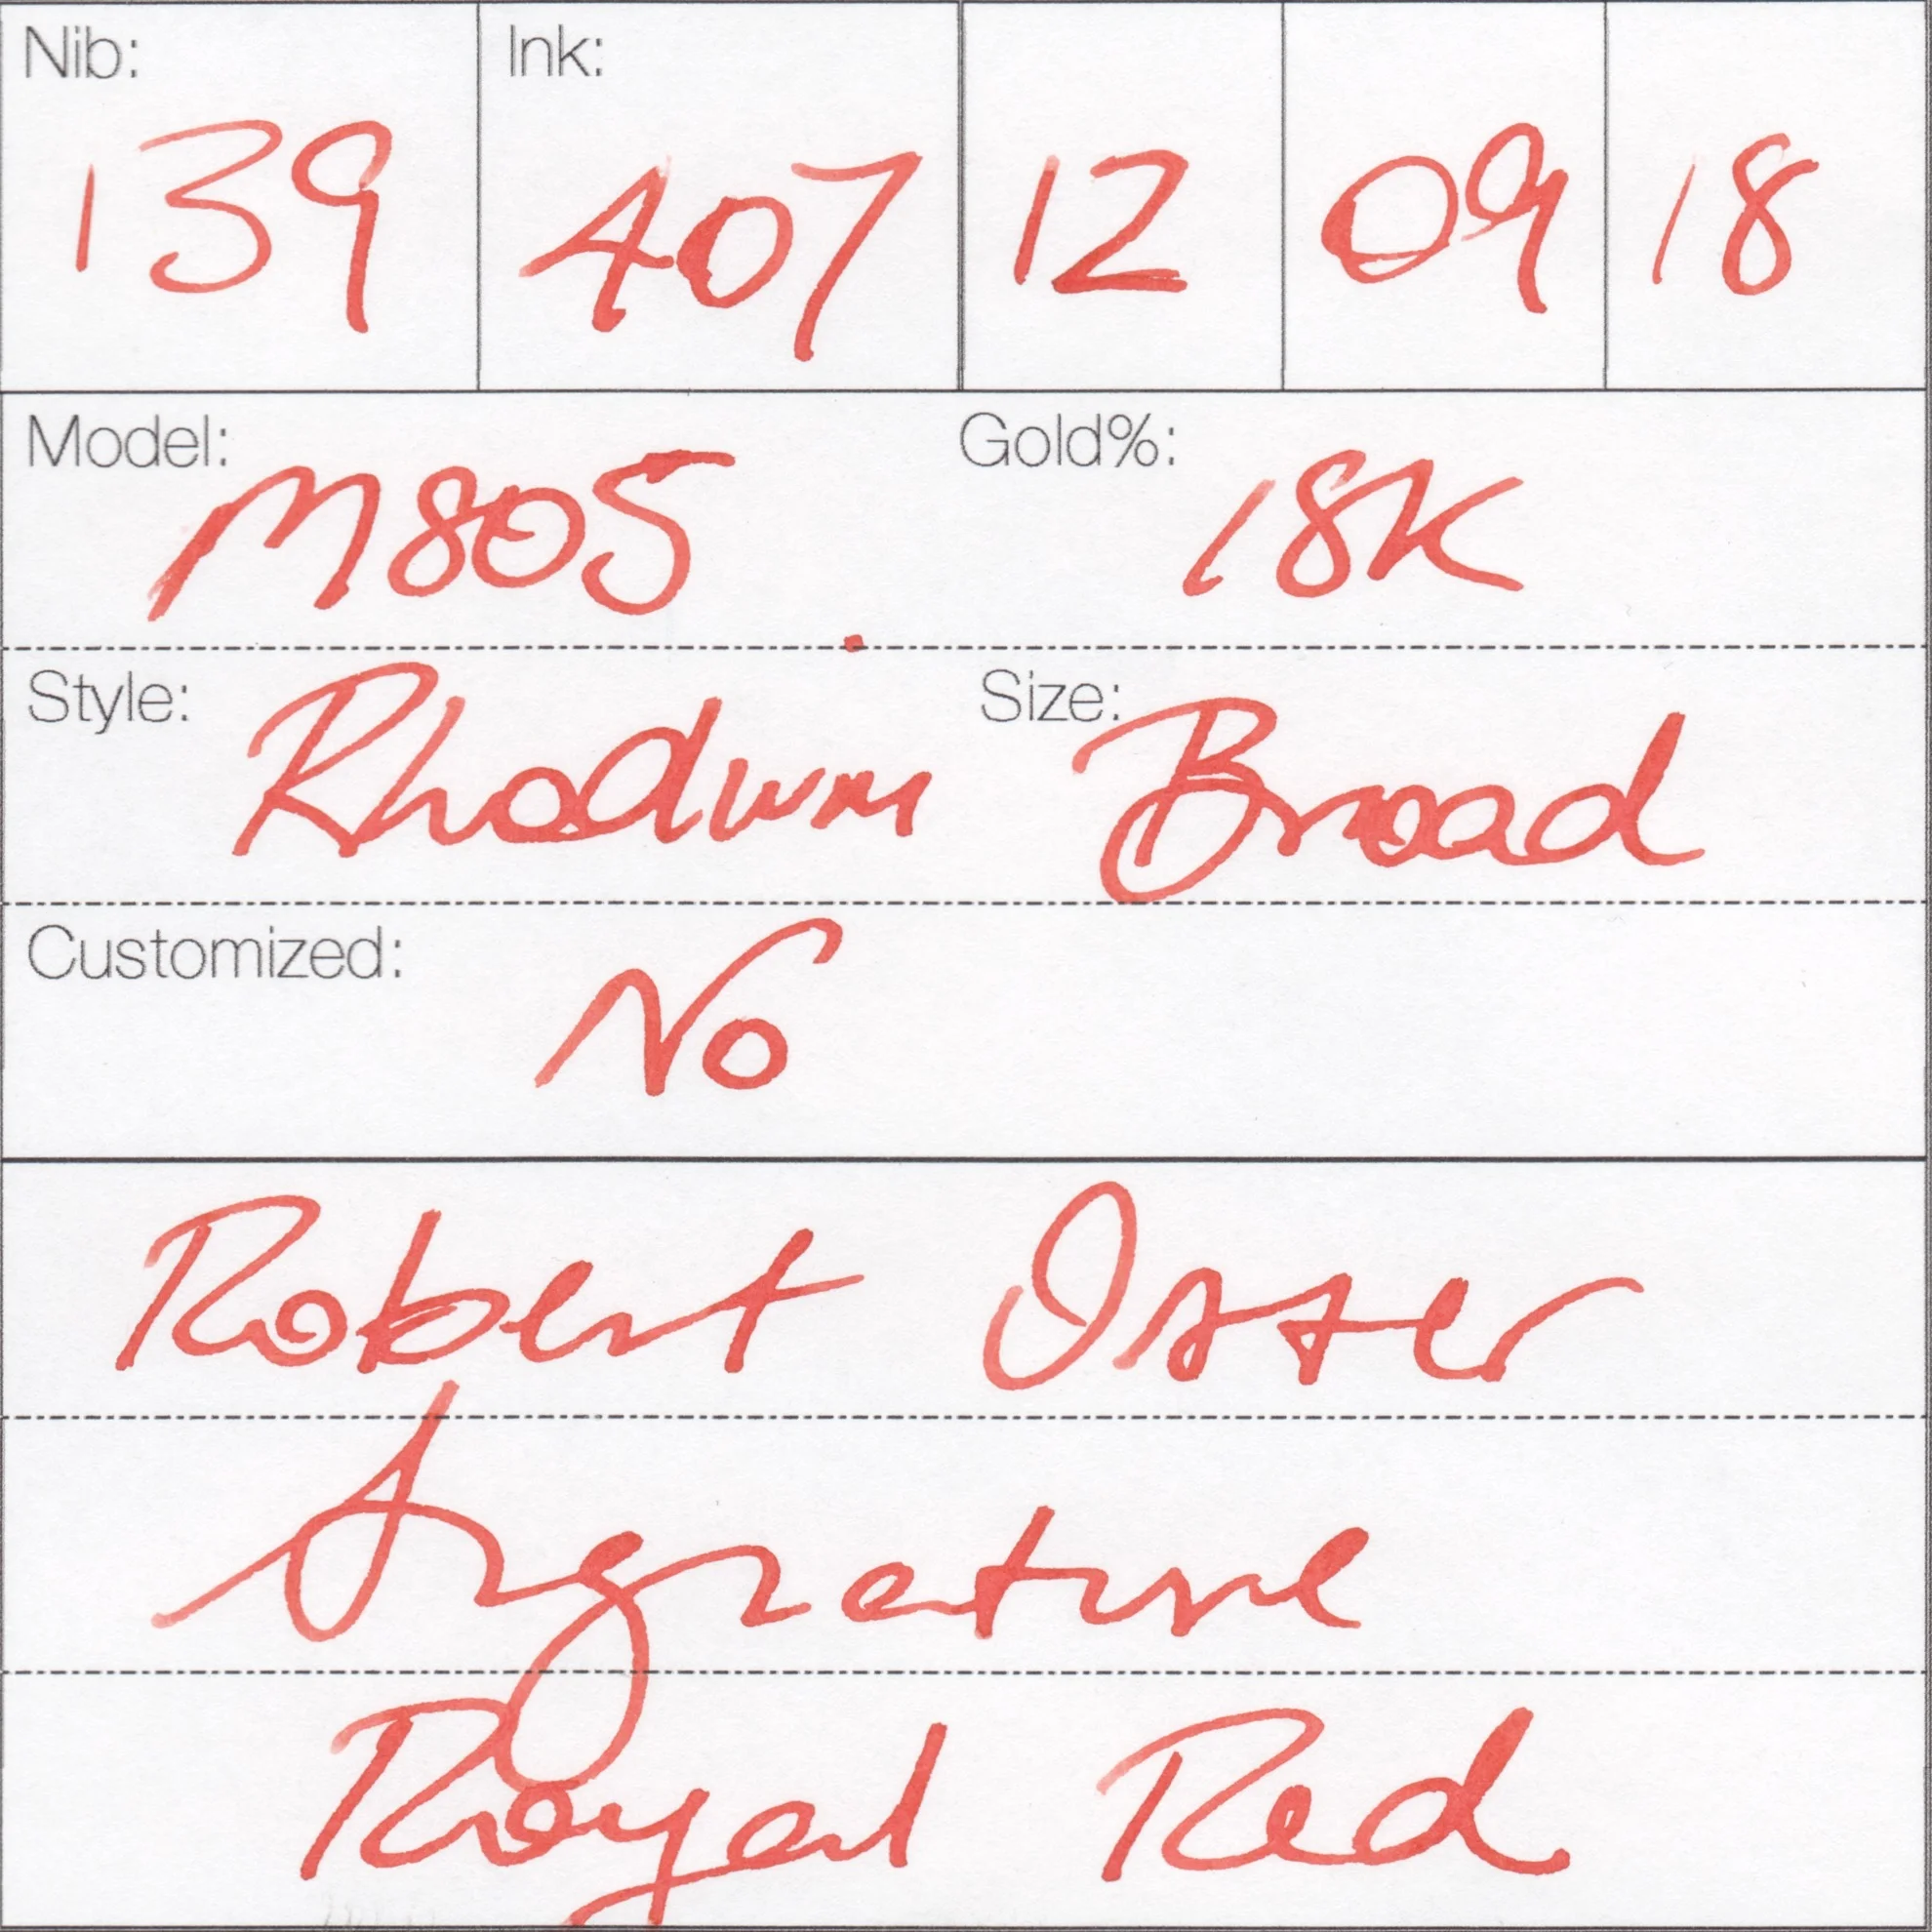 Nib: Ink:
139 407 12 09 18
Model: M805 Gold%: 18K
Style: Rhodium Size: Broad
Customized: No
Robert Oster
Signature
Royal Red